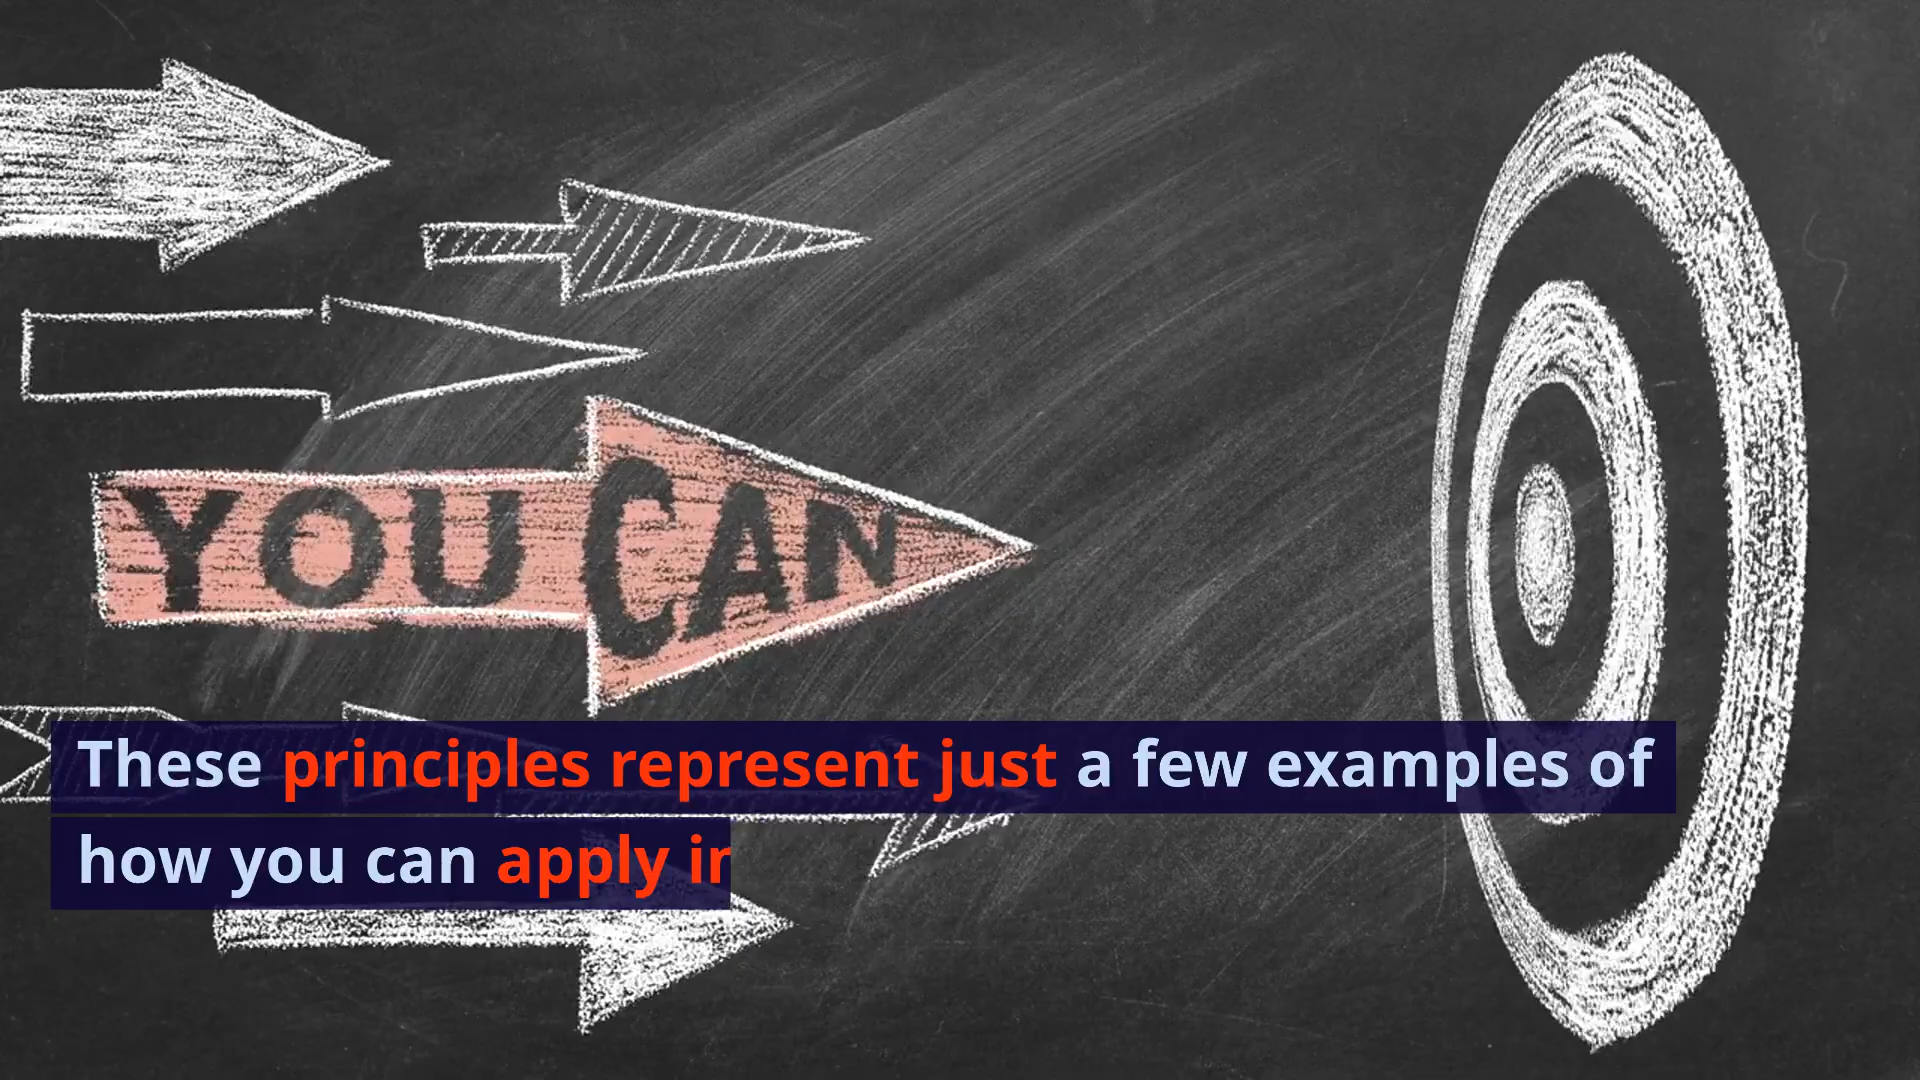 YOU CAN
These principles represent just a few examples of
how you can apply